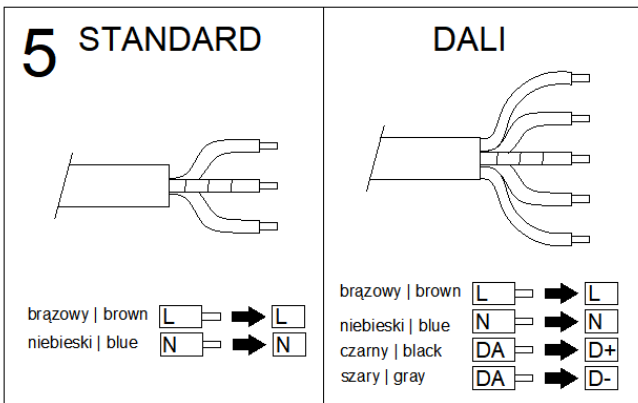 5 STANDARD
brązowy | brown L L
niebieski | blue N N
DALI
brązowy | brown L L
niebieski | blue N N
czarny | black DA D+
szary | gray DA D-